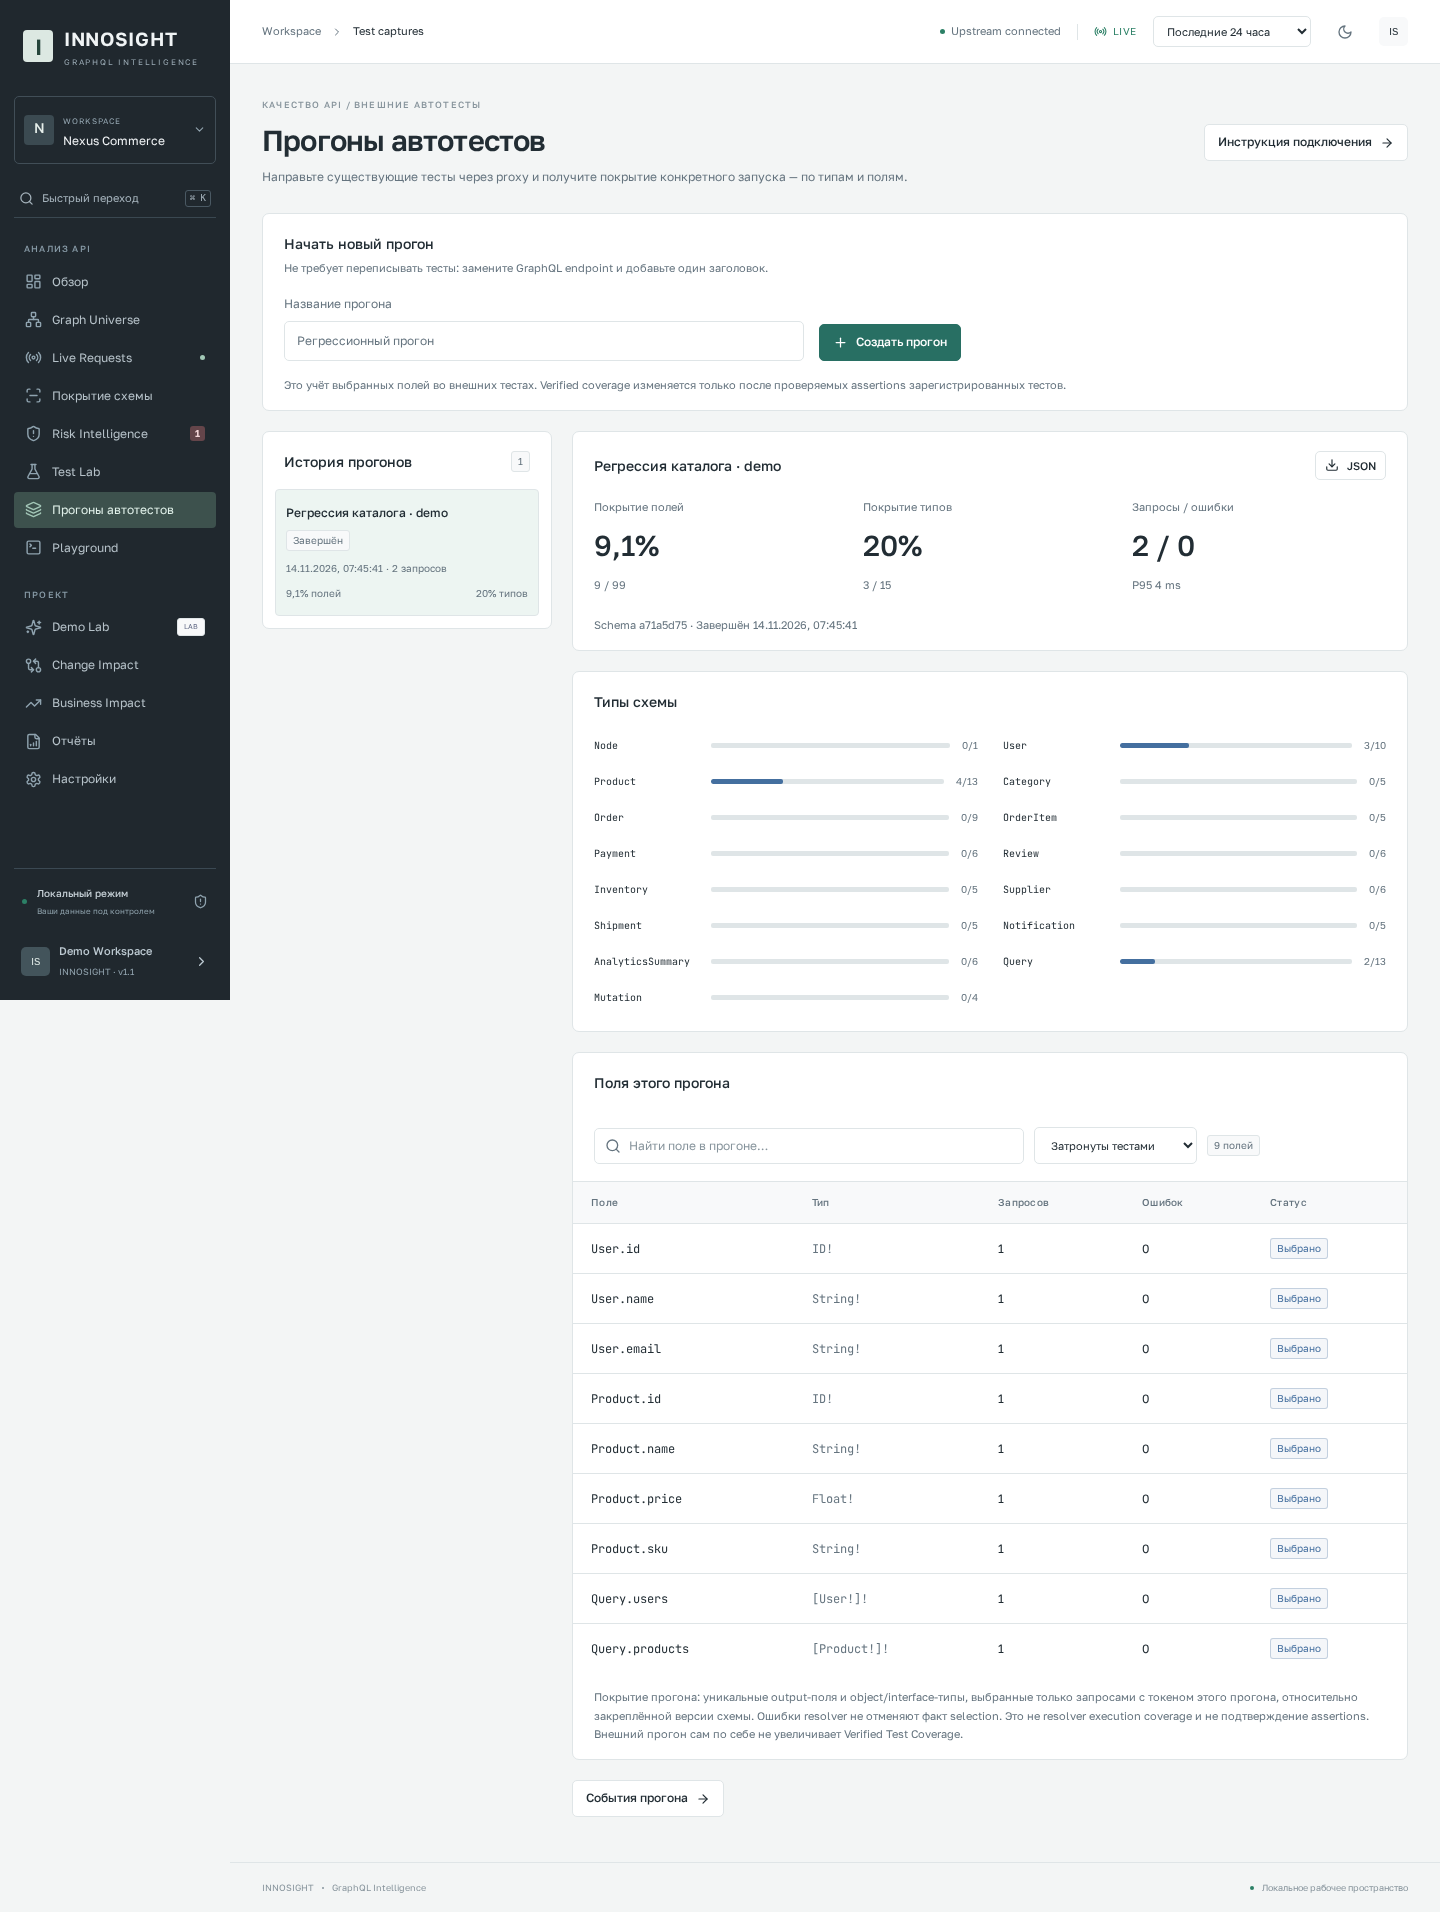 I
INNOSIGHT
GRAPHQL INTELLIGENCE
N
WORKSPACE
Nexus Commerce
Быстрый переход
⌘ K
АНАЛИЗ API
Обзор
Graph Universe
Live Requests
Покрытие схемы
Risk Intelligence
1
Test Lab
Прогоны автотестов
Playground
ПРОЕКТ
Demo Lab
LAB
Change Impact
Business Impact
Отчёты
Настройки
Локальный режим
Ваши данные под контролем
IS
Demo Workspace
INNOSIGHT · v1.1
Workspace
Test captures
Upstream connected
LIVE
Последние 24 часа
IS
КАЧЕСТВО API / ВНЕШНИЕ АВТОТЕСТЫ
Прогоны автотестов
Инструкция подключения
Направьте существующие тесты через proxy и получите покрытие конкретного запуска — по типам и полям.
Начать новый прогон
Не требует переписывать тесты: замените GraphQL endpoint и добавьте один заголовок.
Название прогона
Регрессионный прогон
Создать прогон
Это учёт выбранных полей во внешних тестах. Verified coverage изменяется только после проверяемых assertions зарегистрированных тестов.
История прогонов
1
Регрессия каталога · demo
Завершён
14.11.2026, 07:45:41 · 2 запросов
9,1% полей
20% типов
Регрессия каталога · demo
JSON
Покрытие полей
Покрытие типов
Запросы / ошибки
9,1%
20%
2 / 0
9 / 99
3 / 15
P95 4 ms
Schema a71a5d75 · Завершён 14.11.2026, 07:45:41
Типы схемы
Node 0/1
User 3/10
Product 4/13
Category 0/5
Order 0/9
OrderItem 0/5
Payment 0/6
Review 0/6
Inventory 0/5
Supplier 0/6
Shipment 0/5
Notification 0/5
AnalyticsSummary 0/6
Query 2/13
Mutation 0/4
Поля этого прогона
Найти поле в прогоне...
Затронуты тестами
9 полей
Поле Тип Запросов Ошибок Статус
User.id ID! 1 0 Выбрано
User.name String! 1 0 Выбрано
User.email String! 1 0 Выбрано
Product.id ID! 1 0 Выбрано
Product.name String! 1 0 Выбрано
Product.price Float! 1 0 Выбрано
Product.sku String! 1 0 Выбрано
Query.users [User!]! 1 0 Выбрано
Query.products [Product!]! 1 0 Выбрано
Покрытие прогона: уникальные output-поля и object/interface-типы, выбранные только запросами с токеном этого прогона, относительно
закреплённой версии схемы. Ошибки resolver не отменяют факт selection. Это не resolver execution coverage и не подтверждение assertions.
Внешний прогон сам по себе не увеличивает Verified Test Coverage.
События прогона
INNOSIGHT • GraphQL Intelligence
Локальное рабочее пространство